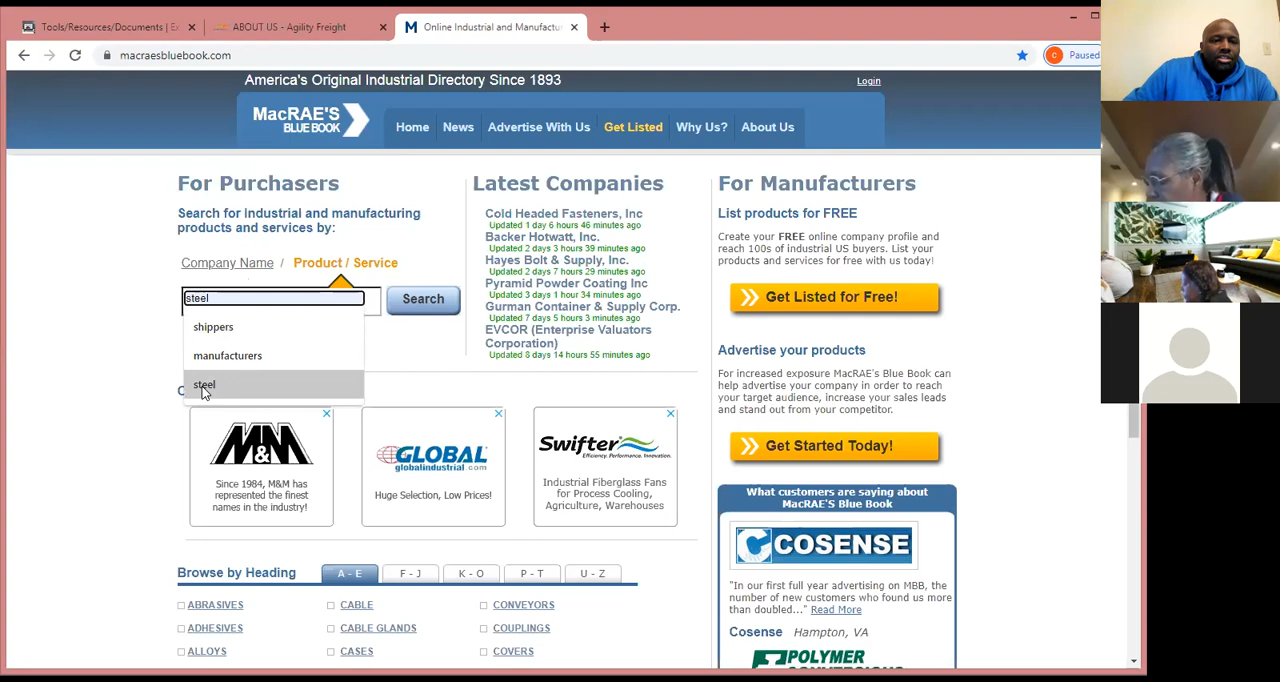 Tools/Resources/Documents | Ex
ABOUT US - Agility Freight
Online Industrial and Manufactu
macraesbluebook.com
Paused
America's Original Industrial Directory Since 1893
Login
MacRAE'S
BLUE BOOK
Home
News
Advertise With Us
Get Listed
Why Us?
About Us
For Purchasers
Search for industrial and manufacturing
products and services by:
Company Name / Product / Service
steel
Search
shippers
manufacturers
steel
Latest Companies
Cold Headed Fasteners, Inc
Updated 1 day 6 hours 46 minutes ago
Backer Hotwatt, Inc.
Updated 2 days 3 hours 39 minutes ago
Hayes Bolt & Supply, Inc.
Updated 2 days 7 hours 29 minutes ago
Pyramid Powder Coating Inc
Updated 3 days 1 hour 34 minutes ago
Gurman Container & Supply Corp.
Updated 7 days 5 hours 3 minutes ago
EVCOR (Enterprise Valuators
Corporation)
Updated 8 days 14 hours 55 minutes ago
For Manufacturers
List products for FREE
Create your FREE online company profile and
reach 100s of industrial US buyers. List your
products and services for free with us today!
Get Listed for Free!
Advertise your products
For increased exposure MacRAE's Blue Book can
help advertise your company in order to reach
your target audience, increase your sales leads
and stand out from your competitor.
Get Started Today!
M&M
Since 1984, M&M has
represented the finest
names in the industry!
GLOBAL
globalindustrial.com
Huge Selection, Low Prices!
Swifter
Efficiency. Performance. Innovation.
Industrial Fiberglass Fans
for Process Cooling,
Agriculture, Warehouses
What customers are saying about
MacRAE'S Blue Book
COSENSE
"In our first full year advertising on MBB, the
number of new customers who found us more
than doubled..." Read More
Cosense Hampton, VA
POLYMER
Browse by Heading
A - E
F - J
K - O
P - T
U - Z
ABRASIVES
CABLE
CONVEYORS
ADHESIVES
CABLE GLANDS
COUPLINGS
ALLOYS
CASES
COVERS